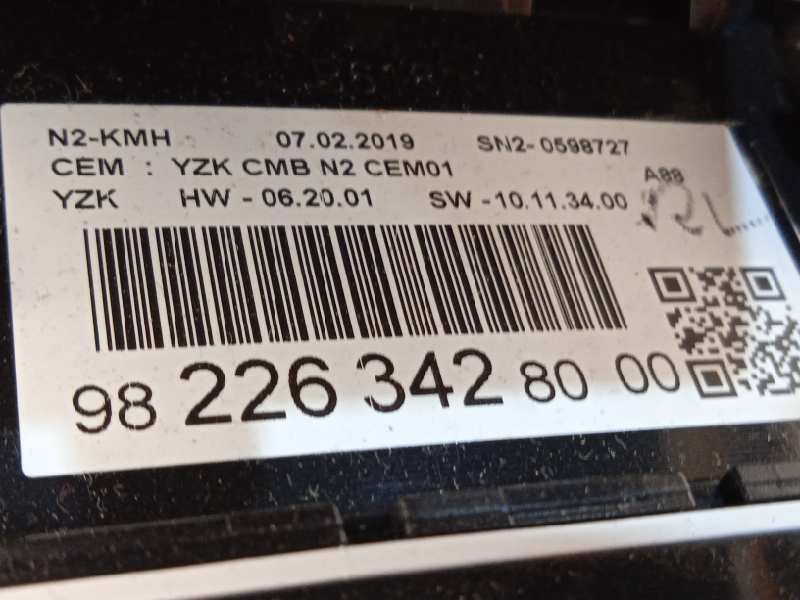 N2-KMH 07.02.2019 SN2-0598727
CEM : YZK CMB N2 CEM01
YZK HW - 06.20.01 SW -10.11.34.00 A88
98 226 342 80 00